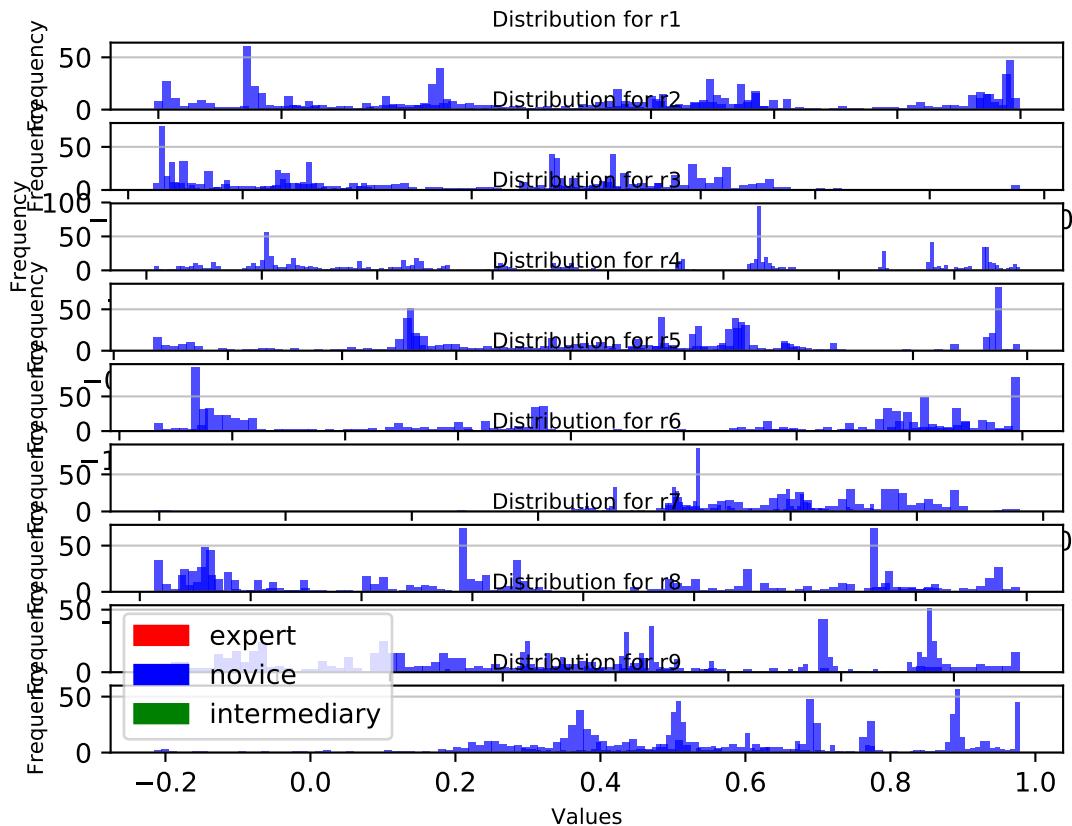 Distribution for r1
Frequency
50
0
Distribution for r2
Frequency
50
0
Distribution for r3
Frequency
100
50
0
Distribution for r4
Frequency
50
0
Distribution for r5
Frequency
50
0
Distribution for r6
Frequency
50
0
Distribution for r7
Frequency
50
0
Distribution for r8
Frequency
50
0
Distribution for r9
Frequency
50
0
expert
novice
intermediary
−0.2 0.0 0.2 0.4 0.6 0.8 1.0
Values